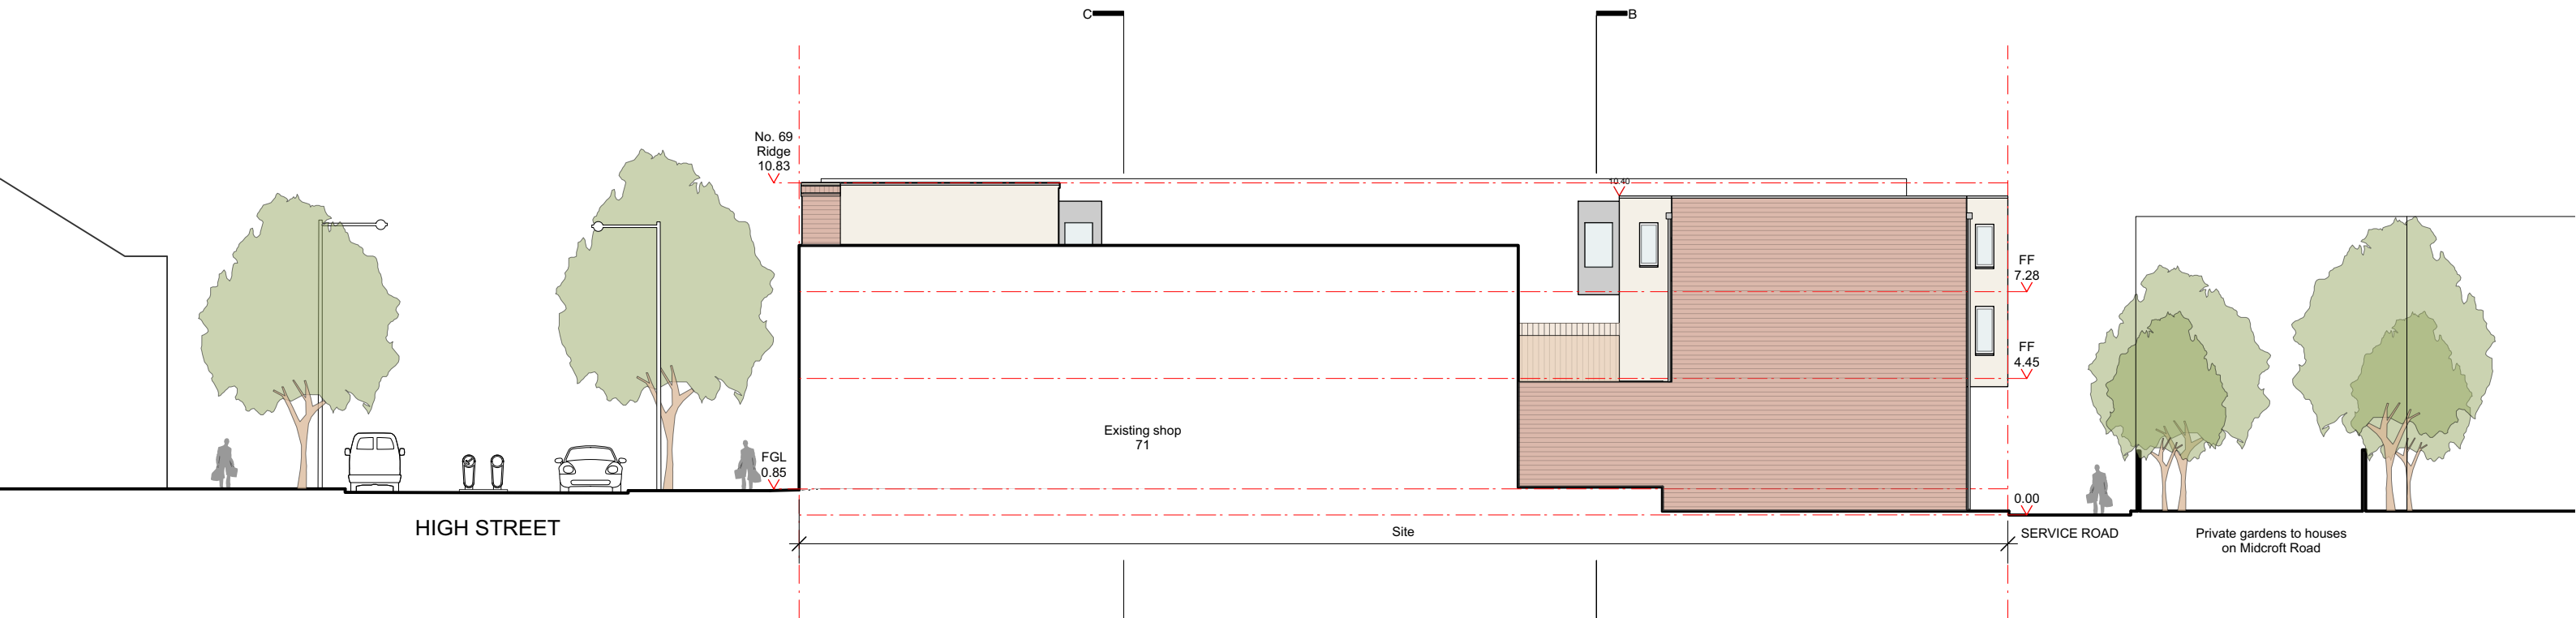 C
B
No. 69
Ridge
10.83
10.40
FF
7.28
FF
4.45
Existing shop
71
FGL
0.85
0.00
HIGH STREET
Site
SERVICE ROAD
Private gardens to houses
on Midcroft Road